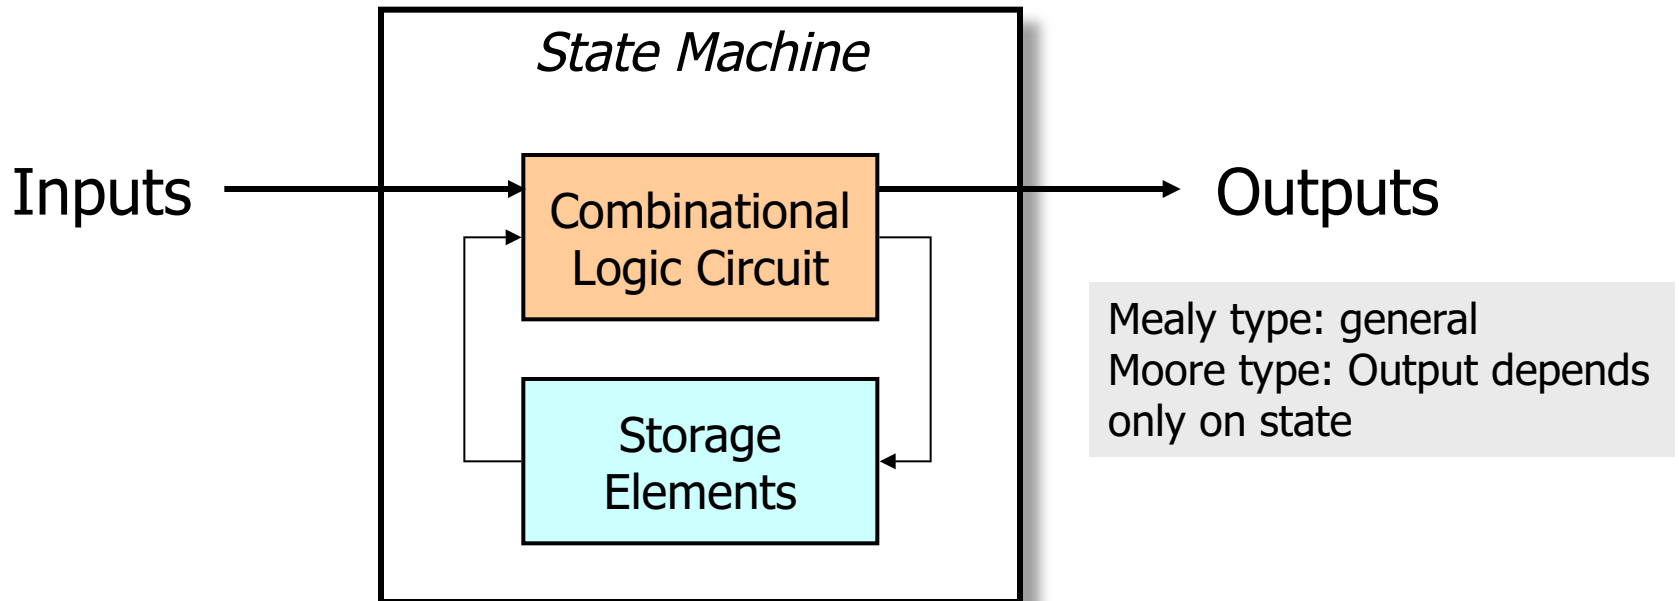 State Machine
Inputs
Combinational
Logic Circuit
Outputs
Mealy type: general
Moore type: Output depends
only on state
Storage
Elements